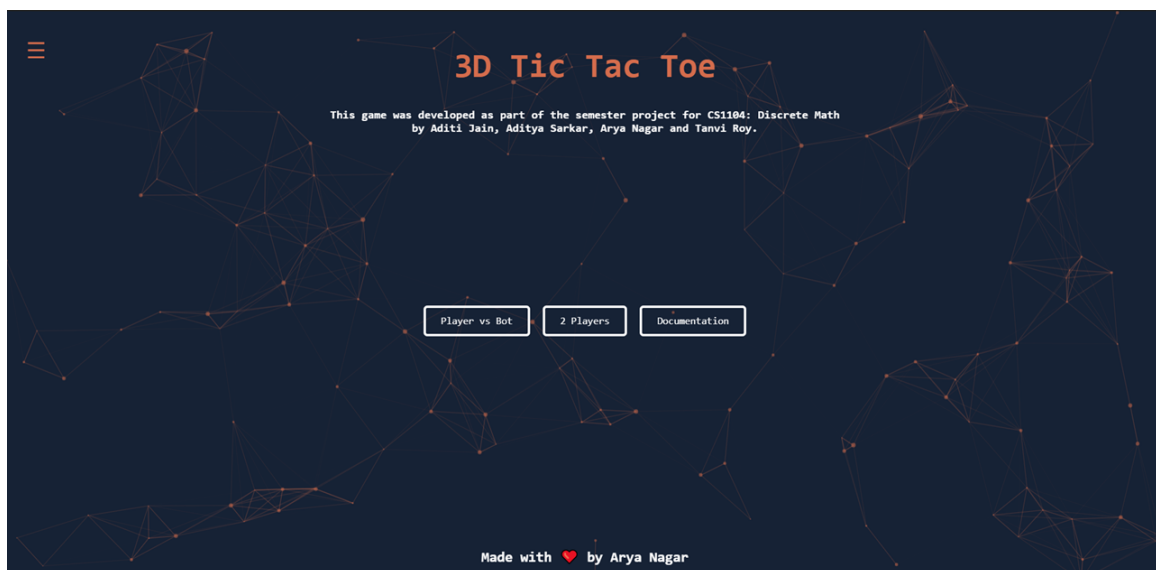 3D Tic Tac Toe
This game was developed as part of the semester project for CS1104: Discrete Math
by Aditi Jain, Aditya Sarkar, Arya Nagar and Tanvi Roy.
Player vs Bot
2 Players
Documentation
Made with ❤ by Arya Nagar